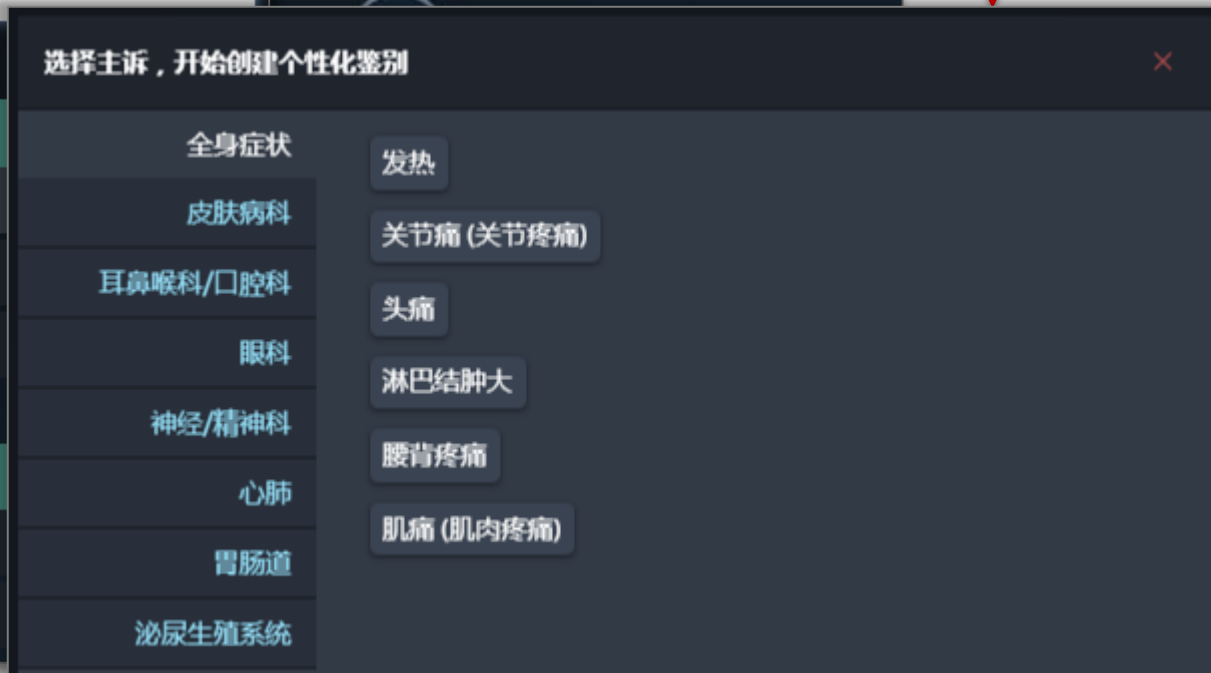 选择主诉，开始创建个性化鉴别
全身症状
皮肤病科
耳鼻喉科/口腔科
眼科
神经/精神科
心肺
胃肠道
泌尿生殖系统
发热
关节痛 (关节疼痛)
头痛
淋巴结肿大
腰背疼痛
肌痛 (肌肉疼痛)